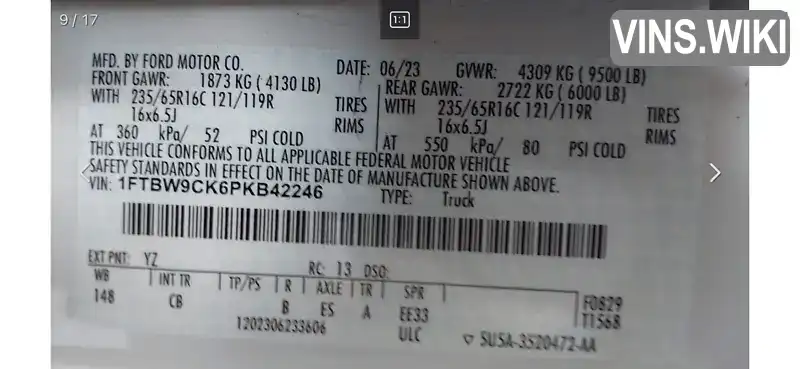 9 / 17
1:1
VINS.WIKI
MFD. BY FORD MOTOR CO. DATE: 06/23 GVWR: 4309 KG ( 9500 LB)
FRONT GAWR: 1873 KG ( 4130 LB) REAR GAWR: 2722 KG ( 6000 LB)
WITH 235/65R16C 121/119R TIRES WITH 235/65R16C 121/119R TIRES
16x6.5J RIMS 16x6.5J RIMS
AT 360 kPa/ 52 PSI COLD AT 550 kPa/ 80 PSI COLD
THIS VEHICLE CONFORMS TO ALL APPLICABLE FEDERAL MOTOR VEHICLE
SAFETY STANDARDS IN EFFECT ON THE DATE OF MANUFACTURE SHOWN ABOVE.
VIN: 1FTBW9CK6PKB42246 TYPE: Truck
EXT PNT: YZ RC: 13 DSO:
WB INT TR TP/PS R AXLE TR SPR F0829
148 CB B ES A EE33 T1568
1202306233606 ULC SU5A-3520472-AA